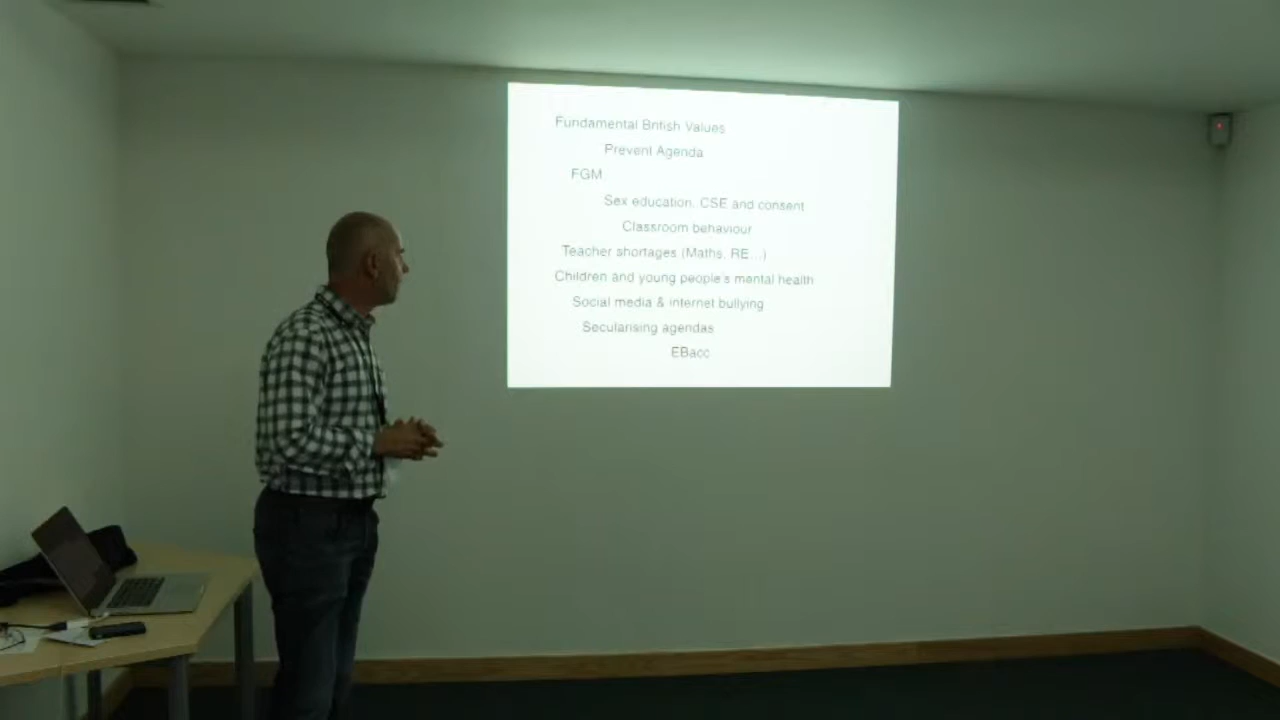 Fundamental British Values
Prevent Agenda
FGM
Sex education, CSE and consent
Classroom behaviour
Teacher shortages (Maths, RE...)
Children and young people's mental health
Social media & internet bullying
Secularising agendas
EBacc